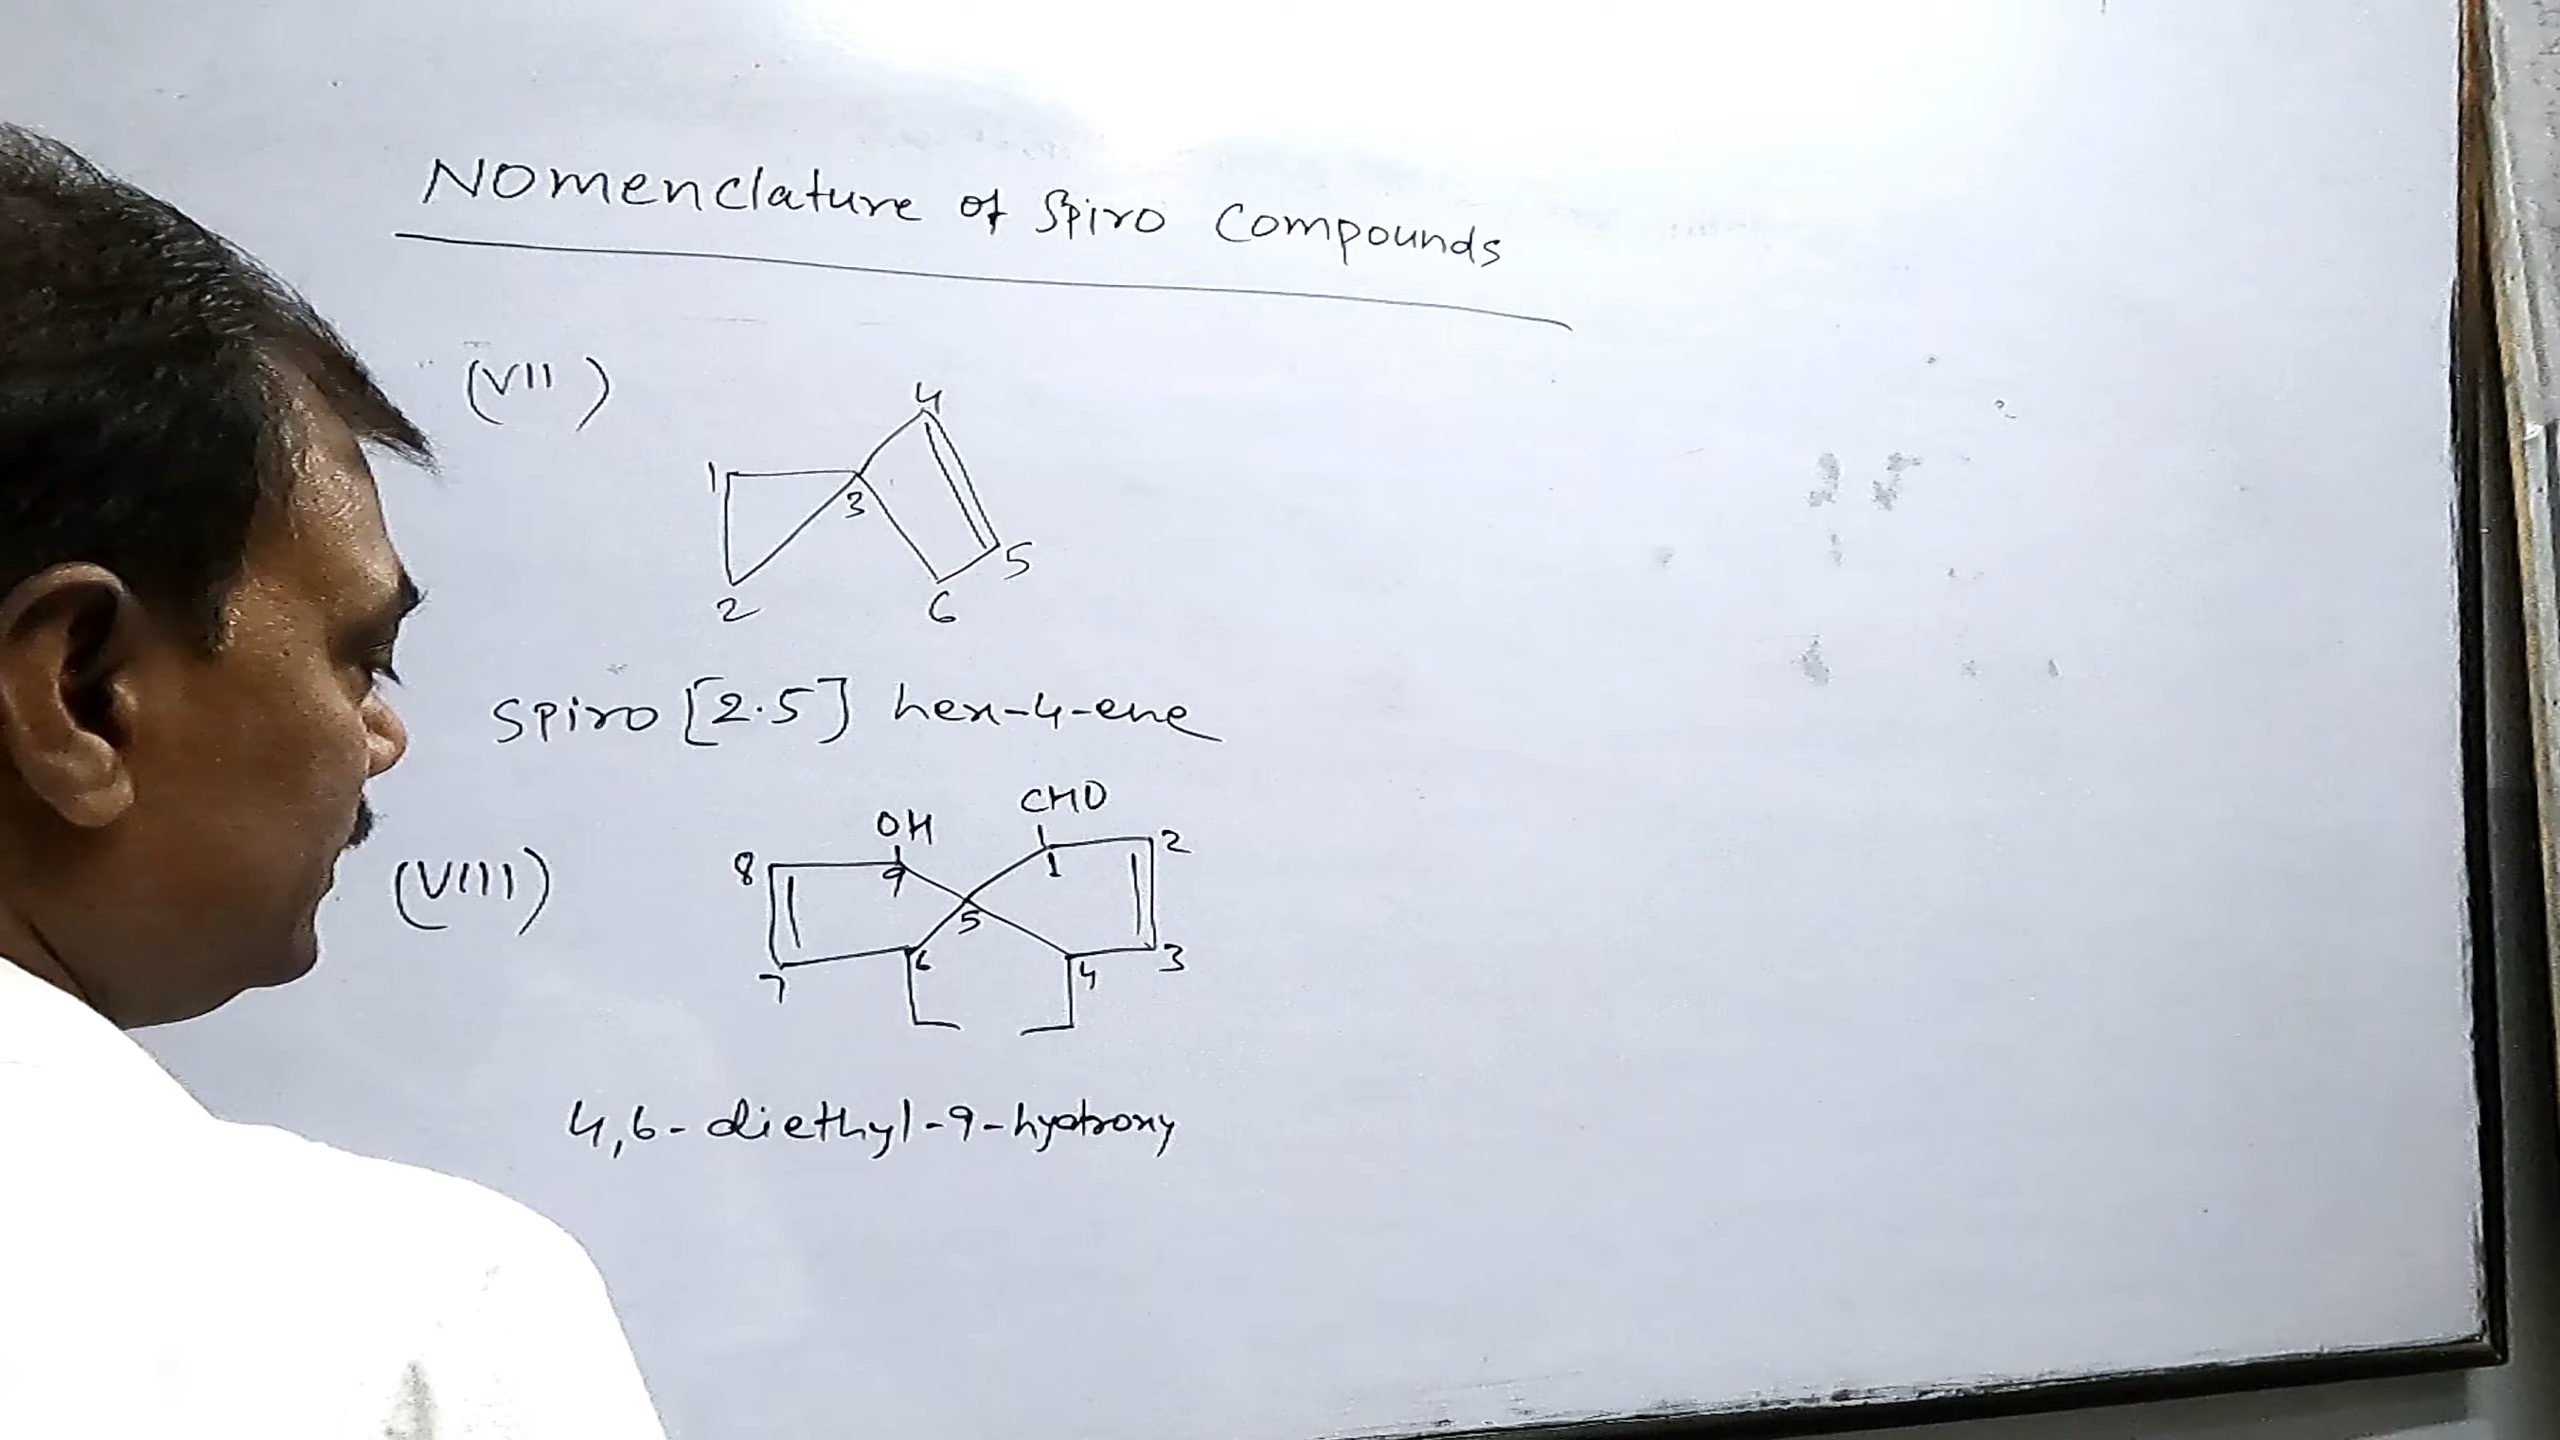 Nomenclature of Spiro Compounds
(VII)
4
1
3
5
2
6
Spiro [2.5] hex-4-ene
CHO
OH
(VIII)
8
9
1
2
5
7
6
4
3
4,6-diethyl-9-hydroxy